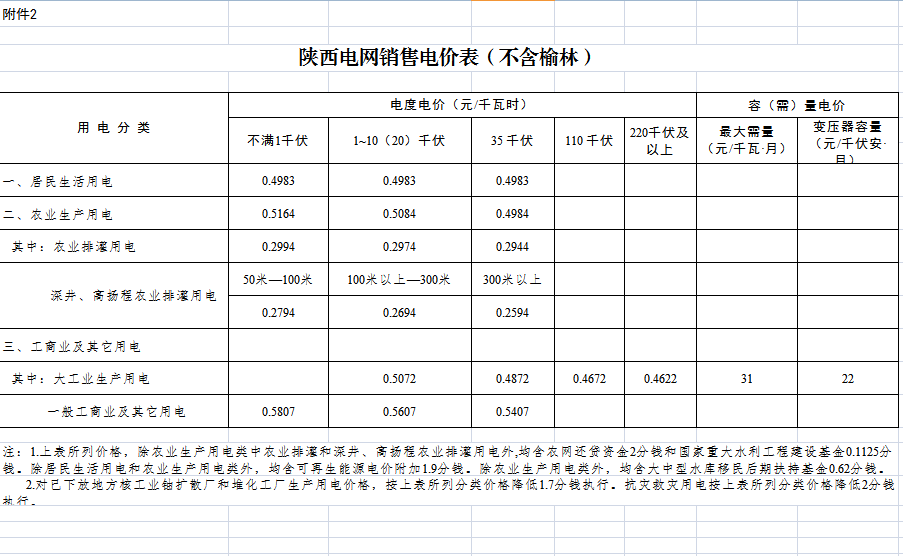 附件2
陕西电网销售电价表（不含榆林）
用 电 分 类 电度电价（元/千瓦时） 容（需）量电价
不满1千伏 1~10（20）千伏 35千伏 110千伏 220千伏及以上 最大需量（元/千瓦·月） 变压器容量（元/千伏安·月）
一、居民生活用电 0.4983 0.4983 0.4983
二、农业生产用电 0.5164 0.5084 0.4984
其中：农业排灌用电 0.2994 0.2974 0.2944
深井、高扬程农业排灌用电 50米—100米 100米以上—300米 300米以上
0.2794 0.2694 0.2594
三、工商业及其它用电
其中：大工业生产用电 0.5072 0.4872 0.4672 0.4622 31 22
一般工商业及其它用电 0.5807 0.5607 0.5407
注：1.上表所列价格，除农业生产用电类中农业排灌和深井、高扬程农业排灌用电外,均含农网还贷资金2分钱和国家重大水利工程建设基金0.1125分
钱。除居民生活用电和农业生产用电类外，均含可再生能源电价附加1.9分钱。除农业生产用电类外，均含大中型水库移民后期扶持基金0.62分钱。
2.对已下放地方核工业铀扩散厂和堆化工厂生产用电价格，按上表所列分类价格降低1.7分钱执行。抗灾救灾用电按上表所列分类价格降低2分钱
执行。